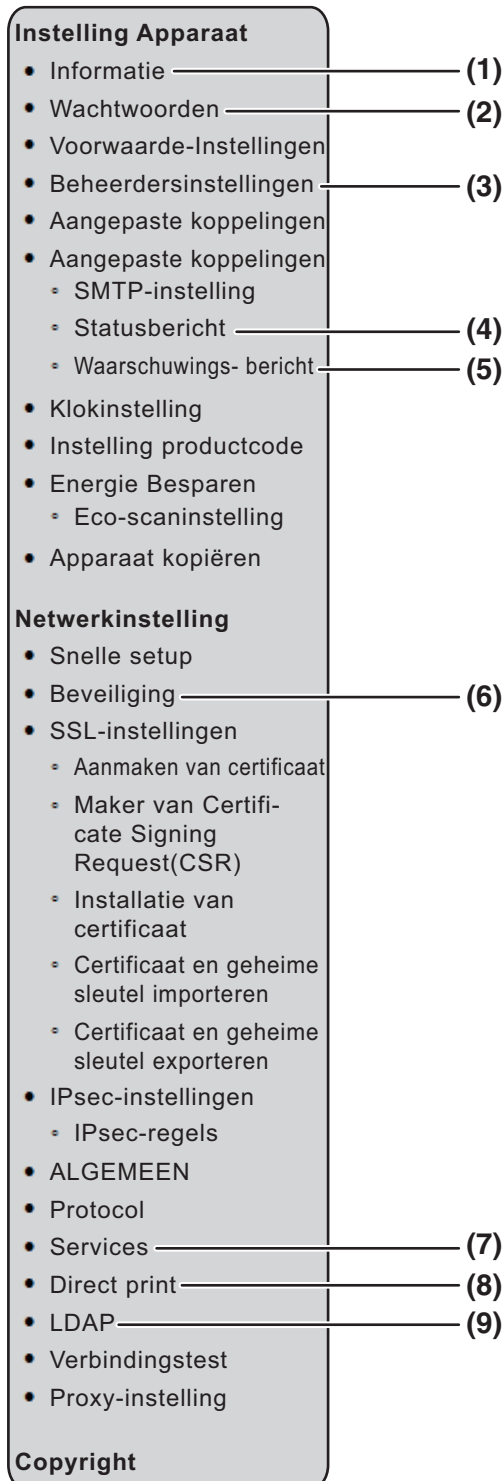 Instelling Apparaat
• Informatie (1)
• Wachtwoorden (2)
• Voorwaarde-Instellingen
• Beheerdersinstellingen (3)
• Aangepaste koppelingen
• Aangepaste koppelingen
◦ SMTP-instelling
◦ Statusbericht (4)
◦ Waarschuwings- bericht (5)
• Klokinstelling
• Instelling productcode
• Energie Besparen
◦ Eco-scaninstelling
• Apparaat kopiëren
Netwerkinstelling
• Snelle setup
• Beveiliging (6)
• SSL-instellingen
◦ Aanmaken van certificaat
◦ Maker van Certifi-
cate Signing
Request(CSR)
◦ Installatie van
certificaat
◦ Certificaat en geheime
sleutel importeren
◦ Certificaat en geheime
sleutel exporteren
• IPsec-instellingen
◦ IPsec-regels
• ALGEMEEN
• Protocol
• Services (7)
• Direct print (8)
• LDAP (9)
• Verbindingstest
• Proxy-instelling
Copyright